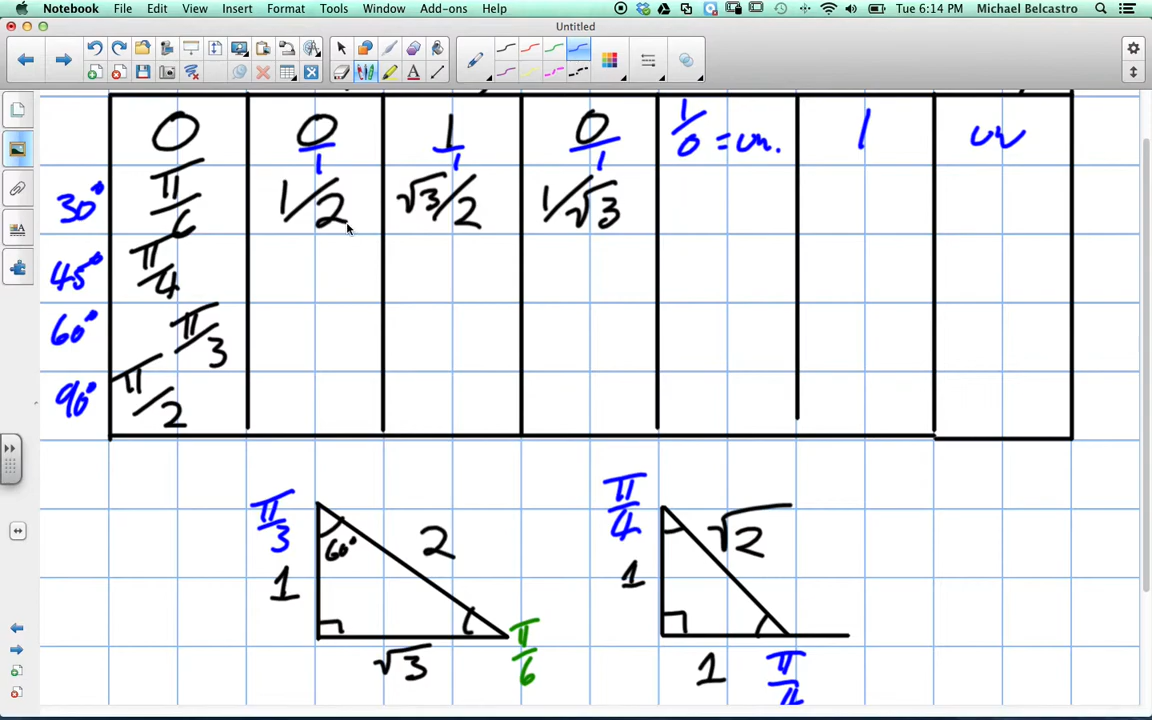 Notebook File Edit View Insert Format Tools Window Add-ons Help Tue 6:14 PM Michael Belcastro
Untitled
0 0/1 1/1 0/1 1/0 = un. 1 un
30° π/6 1/2 √3/2 1/√3
45° π/4
60° π/3
90° π/2
π/3 60° 2 1 √3 π/6
π/4 √2 1 1